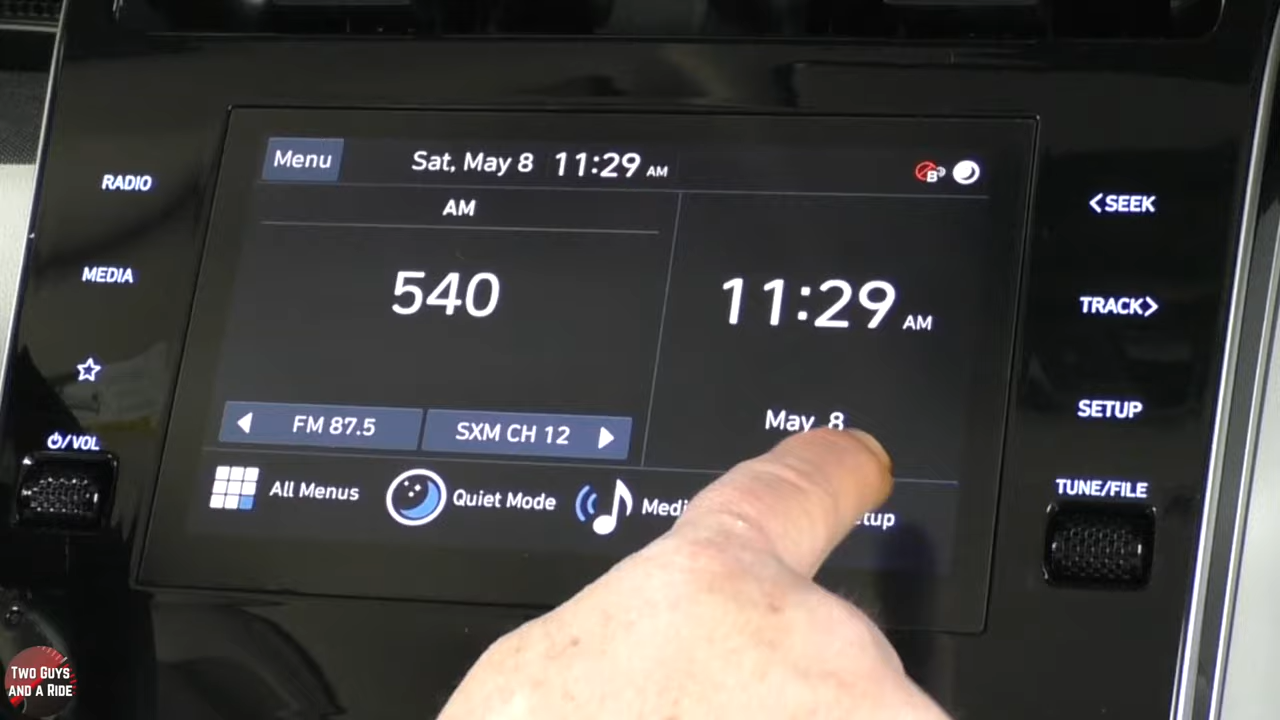 RADIO
MEDIA
VOL
Menu
Sat, May 8 11:29 AM
B
AM
540
11:29 AM
May 8
FM 87.5
SXM CH 12
All Menus
Quiet Mode
<SEEK
TRACK>
SETUP
TUNE/FILE
TWO GUYS
AND A RIDE